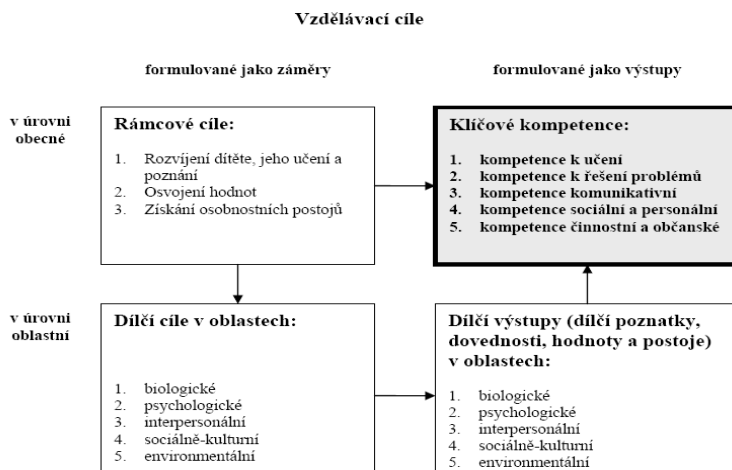 Vzdělávací cíle
formulované jako záměry
formulované jako výstupy
v úrovni
obecné
Rámcové cíle:
1. Rozvíjení dítěte, jeho učení a
poznání
2. Osvojení hodnot
3. Získání osobnostních postojů
Klíčové kompetence:
1. kompetence k učení
2. kompetence k řešení problémů
3. kompetence komunikativní
4. kompetence sociální a personální
5. kompetence činnostní a občanské
v úrovni
oblastní
Dílčí cíle v oblastech:
1. biologické
2. psychologické
3. interpersonální
4. sociálně-kulturní
5. environmentální
Dílčí výstupy (dílčí poznatky,
dovednosti, hodnoty a postoje)
v oblastech:
1. biologické
2. psychologické
3. interpersonální
4. sociálně-kulturní
5. environmentální